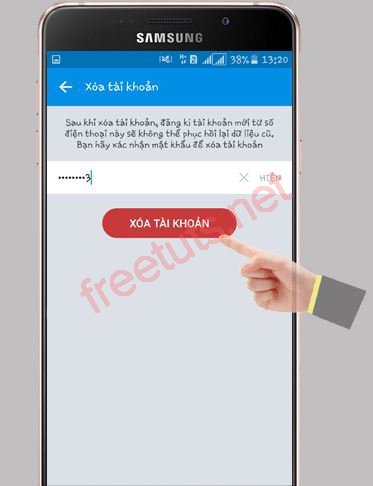 SAMSUNG
38% 13:20
Xóa tài khoản
Sau khi xóa tài khoản, đăng kí tài khoản mới từ số
điện thoại này sẽ không thể phục hồi lại dữ liệu cũ.
Bạn hãy xác nhận mật khẩu để xóa tài khoản
••••••••3
HIỆN
XÓA TÀI KHOẢN
freetuts.net